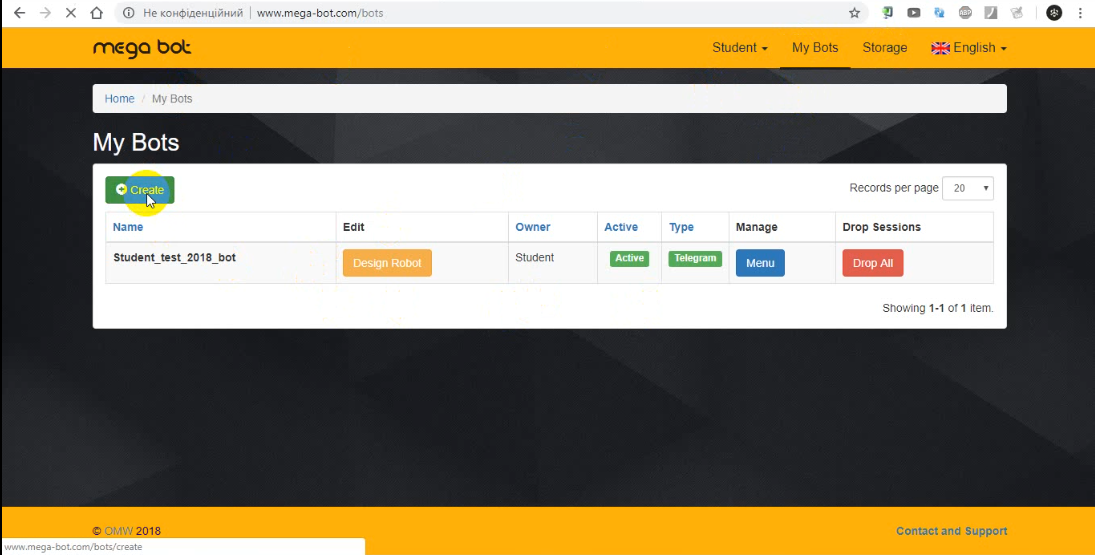 Не конфіденційний | www.mega-bot.com/bots
mega bot Student My Bots Storage English
Home / My Bots
My Bots
Create Records per page 20
Name Edit Owner Active Type Manage Drop Sessions
Student_test_2018_bot Design Robot Student Active Telegram Menu Drop All
Showing 1-1 of 1 item.
© OMW 2018 Contact and Support
www.mega-bot.com/bots/create